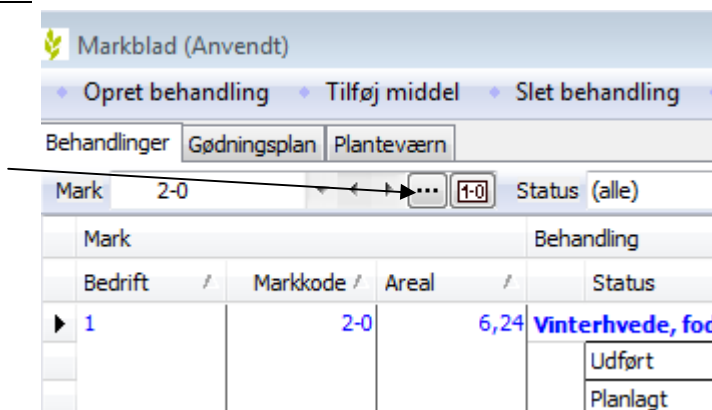 Markblad (Anvendt)
Opret behandling Tilføj middel Slet behandling
Behandlinger Gødningsplan Planteværn
Mark 2-0 ... 1-0 Status (alle)
Mark Behandling
Bedrift Markkode Areal Status
1 2-0 6,24 Vinterhvede, fod
Udført
Planlagt